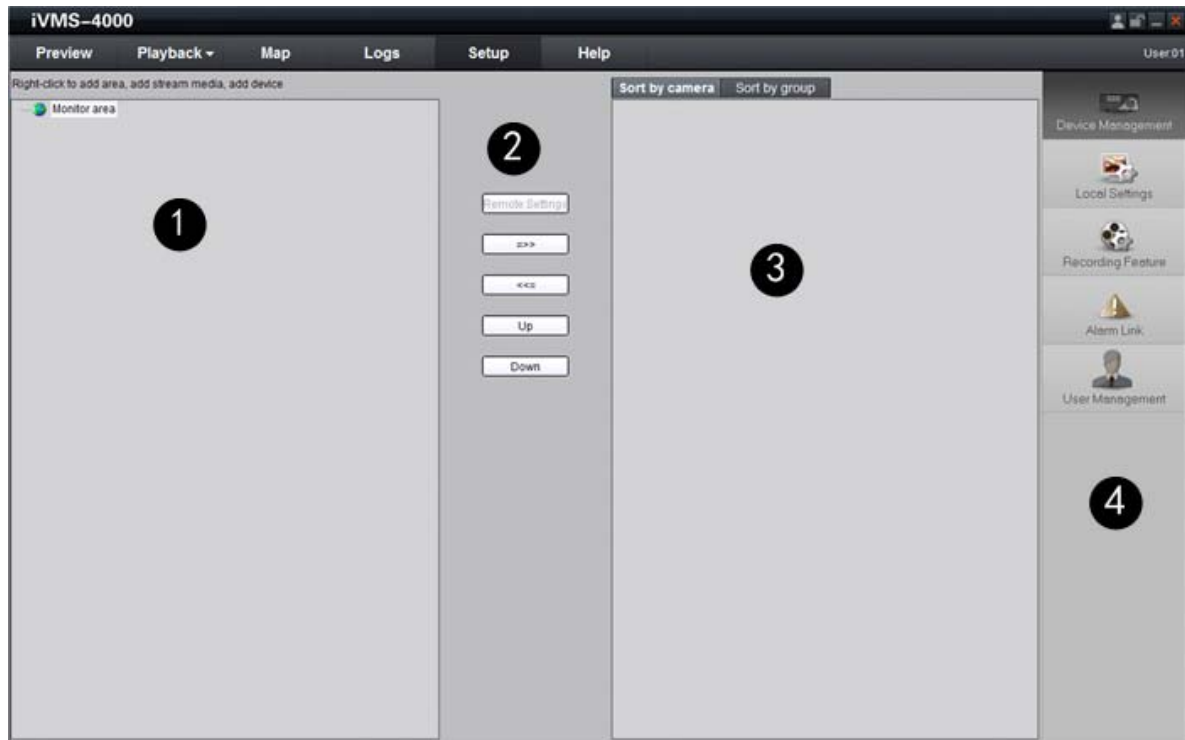 iVMS-4000
Preview Playback Map Logs Setup Help User:01
Right-click to add area, add stream media, add device
Sort by camera Sort by group
Monitor area
Device Management
2
Remote Settings
Local Settings
1
=>>
3
Recording Feature
<<=
Up
Alarm Link
Down
User Management
4